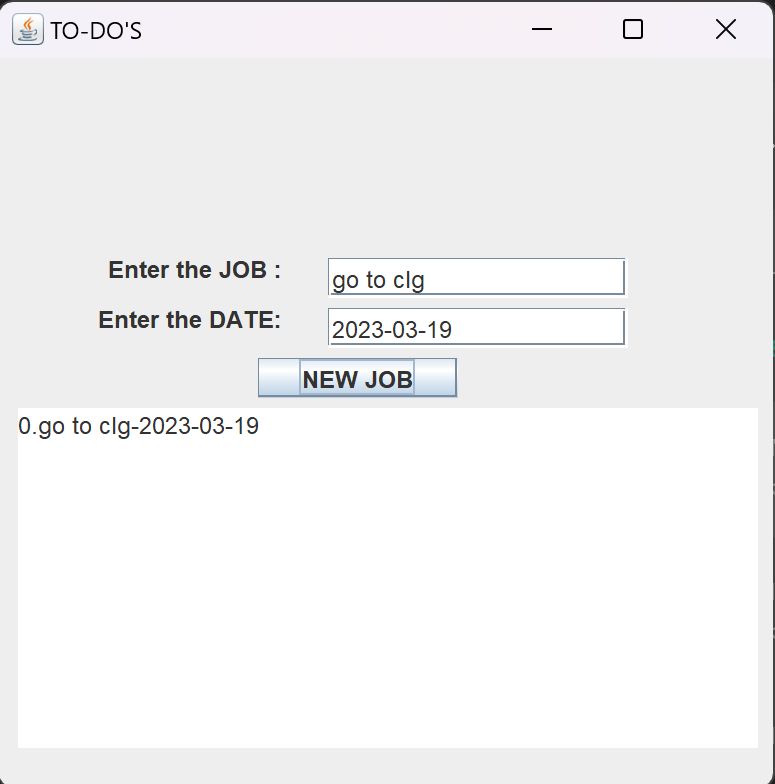 TO-DO'S
Enter the JOB : go to clg
Enter the DATE: 2023-03-19
NEW JOB
0.go to clg-2023-03-19